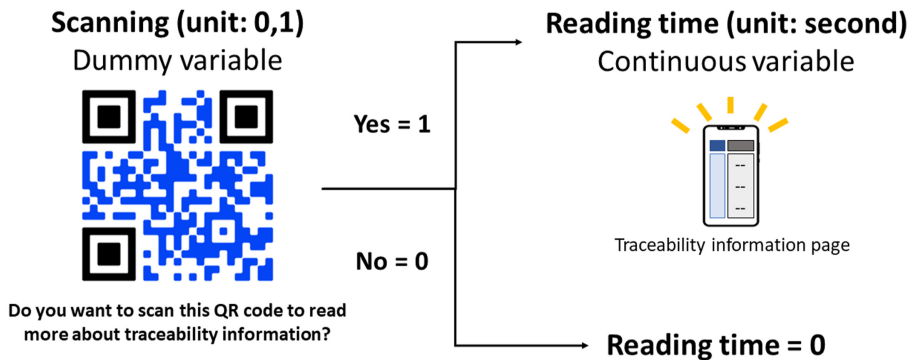 Scanning (unit: 0,1)
Dummy variable
Do you want to scan this QR code to read
more about traceability information?
Yes = 1
No = 0
Reading time (unit: second)
Continuous variable
Traceability information page
Reading time = 0